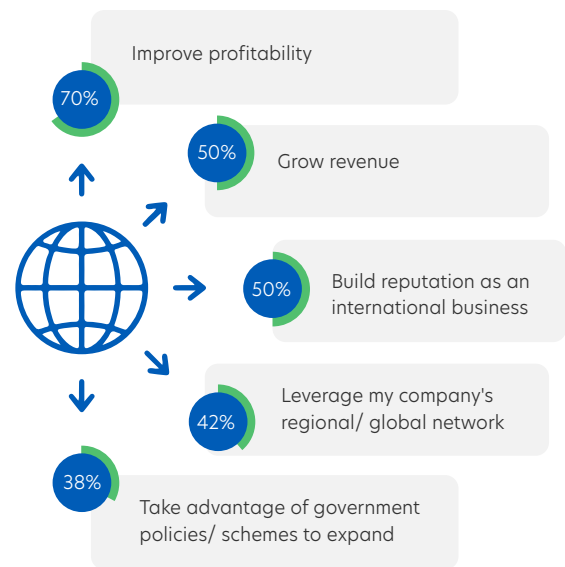 Improve profitability
70%
50%
Grow revenue
50%
Build reputation as an
international business
42%
Leverage my company's
regional/ global network
38%
Take advantage of government
policies/ schemes to expand